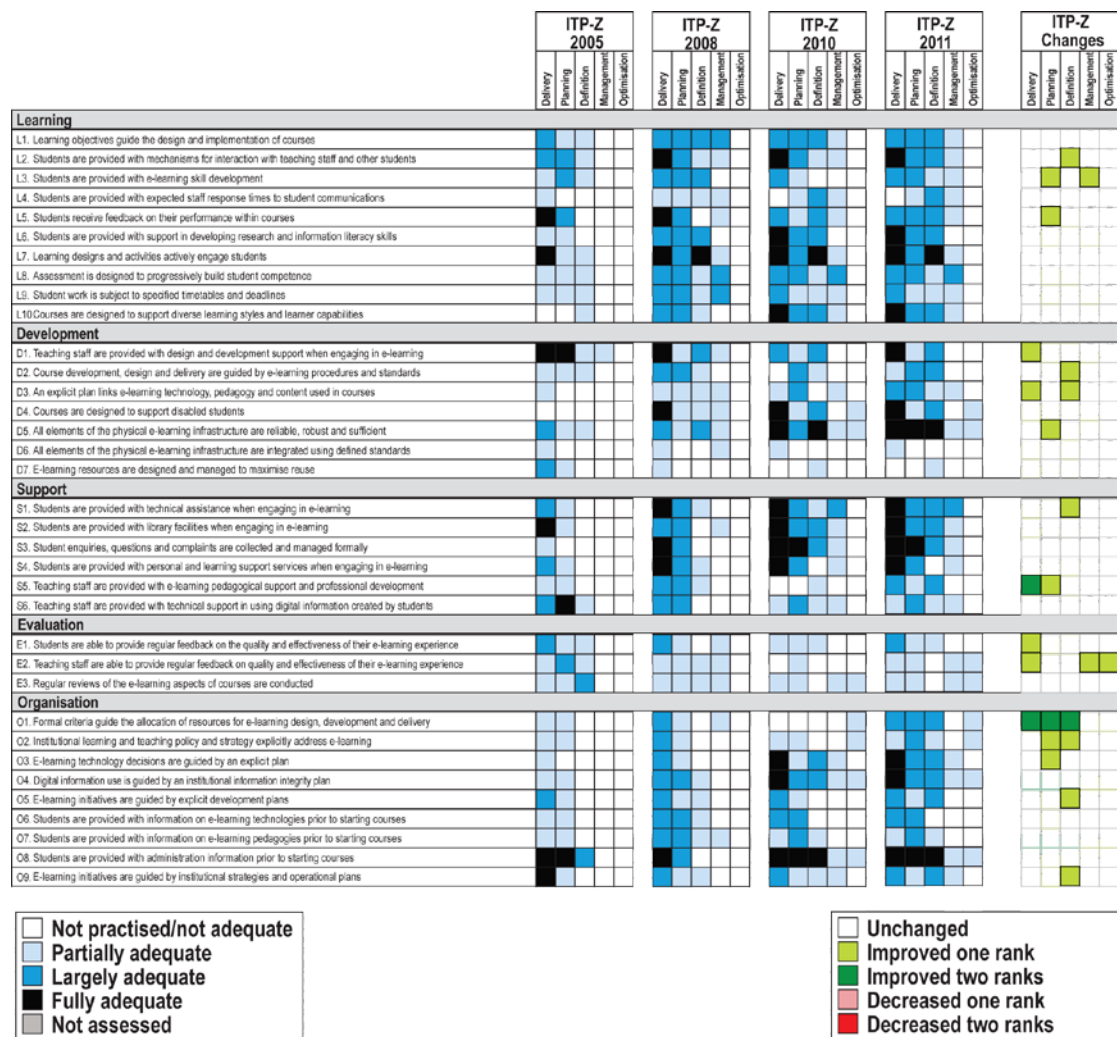 ITP-Z 2005
ITP-Z 2008
ITP-Z 2010
ITP-Z 2011
ITP-Z Changes
Delivery Planning Definition Management Optimisation
Delivery Planning Definition Management Optimisation
Delivery Planning Definition Management Optimisation
Delivery Planning Definition Management Optimisation
Delivery Planning Definition Management Optimisation
Learning
L1. Learning objectives guide the design and implementation of courses
L2. Students are provided with mechanisms for interaction with teaching staff and other students
L3. Students are provided with e-learning skill development
L4. Students are provided with expected staff response times to student communications
L5. Students receive feedback on their performance within courses
L6. Students are provided with support in developing research and information literacy skills
L7. Learning designs and activities actively engage students
L8. Assessment is designed to progressively build student competence
L9. Student work is subject to specified timetables and deadlines
L10.Courses are designed to support diverse learning styles and learner capabilities
Development
D1. Teaching staff are provided with design and development support when engaging in e-learning
D2. Course development, design and delivery are guided by e-learning procedures and standards
D3. An explicit plan links e-learning technology, pedagogy and content used in courses
D4. Courses are designed to support disabled students
D5. All elements of the physical e-learning infrastructure are reliable, robust and sufficient
D6. All elements of the physical e-learning infrastructure are integrated using defined standards
D7. E-learning resources are designed and managed to maximise reuse
Support
S1. Students are provided with technical assistance when engaging in e-learning
S2. Students are provided with library facilities when engaging in e-learning
S3. Student enquiries, questions and complaints are collected and managed formally
S4. Students are provided with personal and learning support services when engaging in e-learning
S5. Teaching staff are provided with e-learning pedagogical support and professional development
S6. Teaching staff are provided with technical support in using digital information created by students
Evaluation
E1. Students are able to provide regular feedback on the quality and effectiveness of their e-learning experience
E2. Teaching staff are able to provide regular feedback on quality and effectiveness of their e-learning experience
E3. Regular reviews of the e-learning aspects of courses are conducted
Organisation
O1. Formal criteria guide the allocation of resources for e-learning design, development and delivery
O2. Institutional learning and teaching policy and strategy explicitly address e-learning
O3. E-learning technology decisions are guided by an explicit plan
O4. Digital information use is guided by an institutional information integrity plan
O5. E-learning initiatives are guided by explicit development plans
O6. Students are provided with information on e-learning technologies prior to starting courses
O7. Students are provided with information on e-learning pedagogies prior to starting courses
O8. Students are provided with administration information prior to starting courses
O9. E-learning initiatives are guided by institutional strategies and operational plans
Not practised/not adequate
Partially adequate
Largely adequate
Fully adequate
Not assessed
Unchanged
Improved one rank
Improved two ranks
Decreased one rank
Decreased two ranks